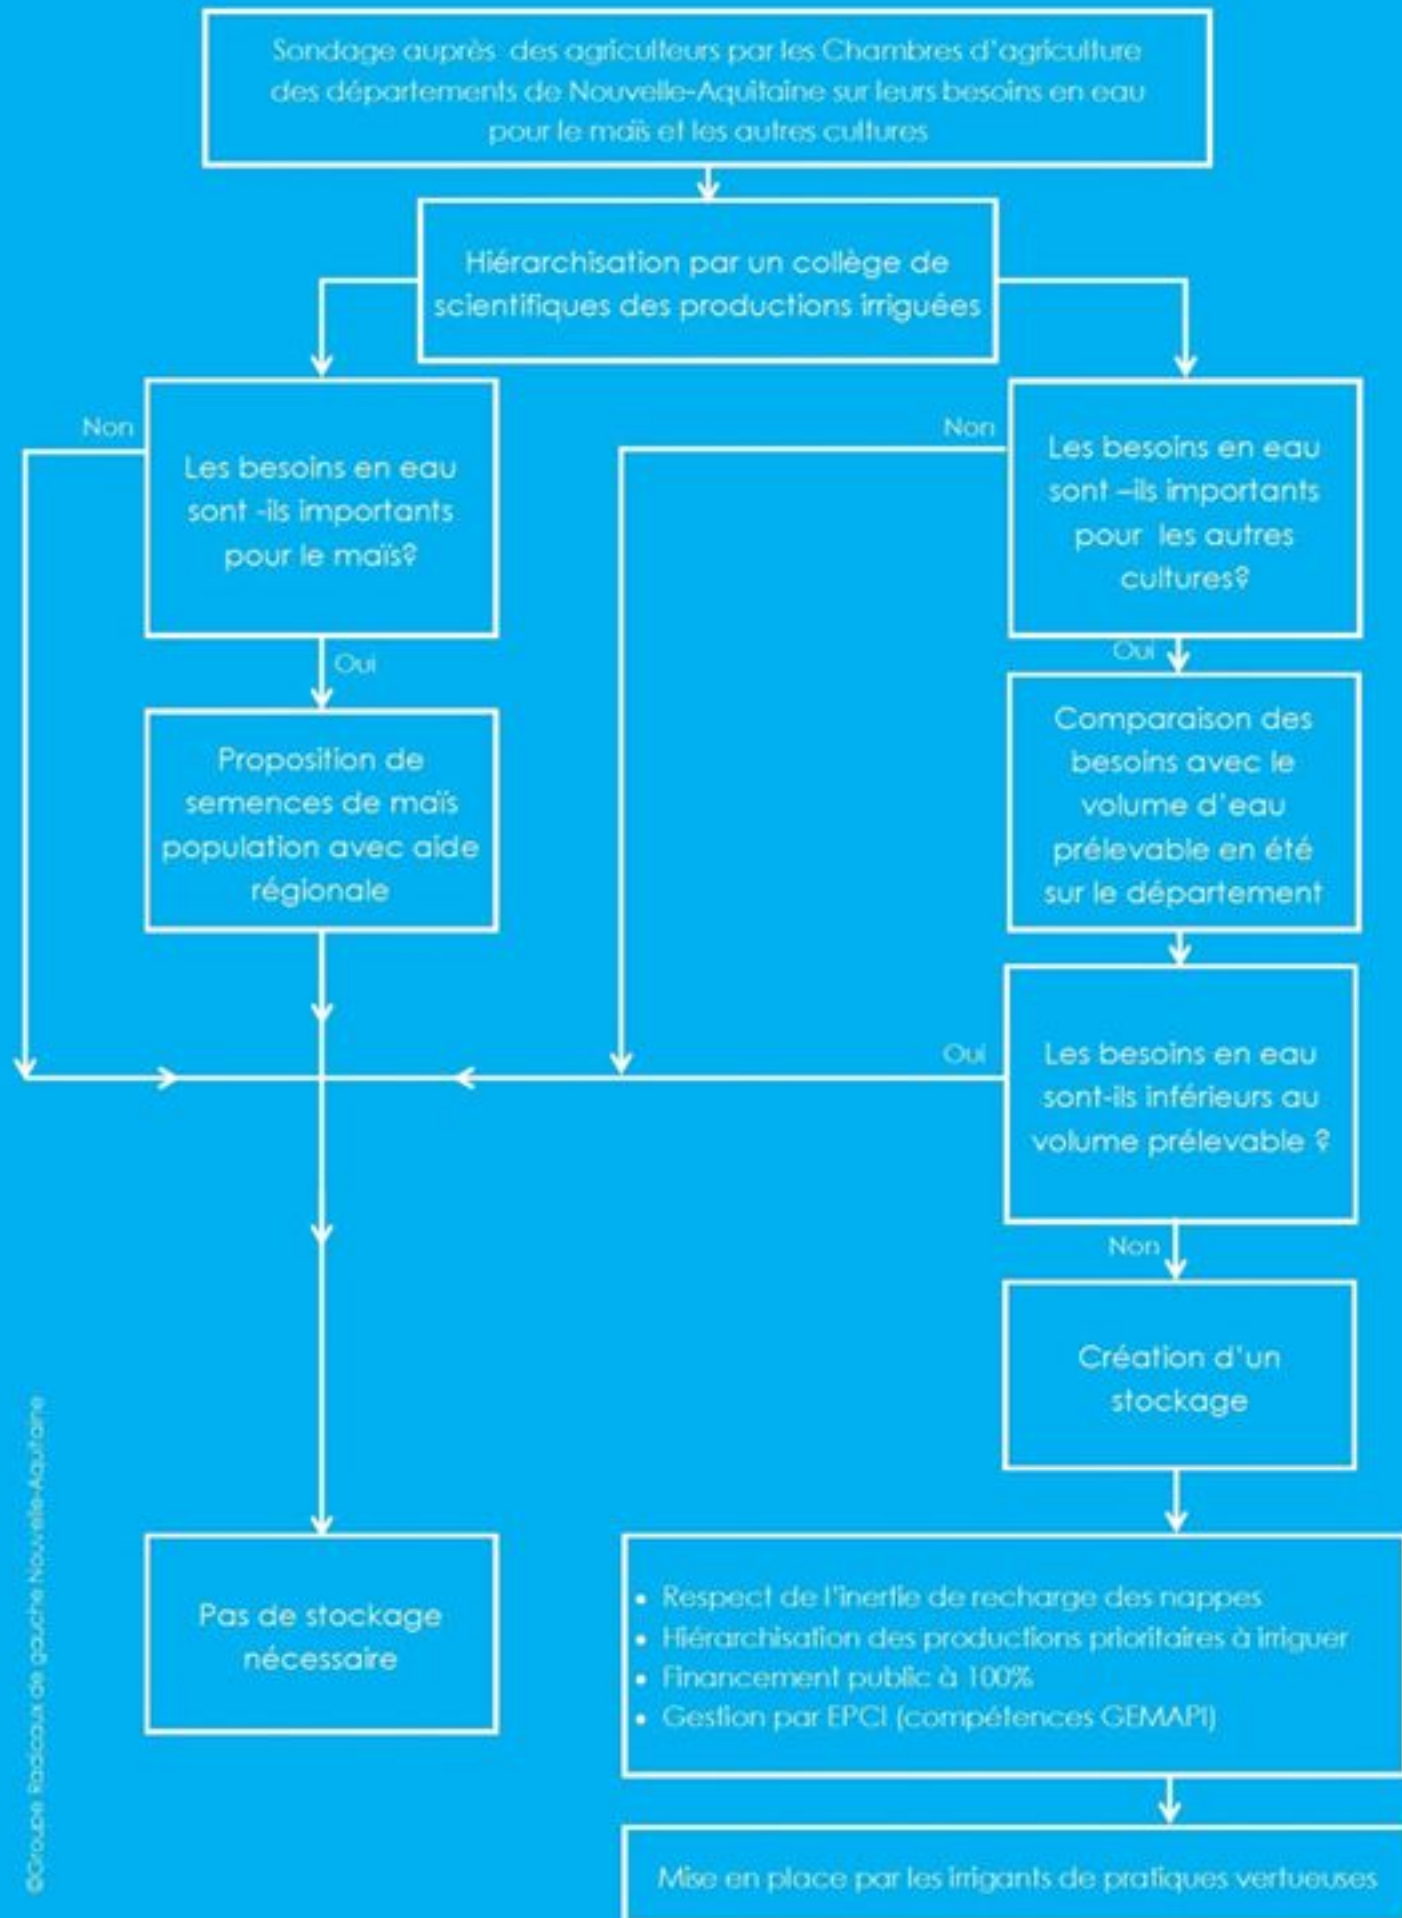 Sondage auprès des agriculteurs par les Chambres d'agriculture
des départements de Nouvelle-Aquitaine sur leurs besoins en eau
pour le maïs et les autres cultures
Hiérarchisation par un collège de
scientifiques des productions irriguées
Non
Les besoins en eau
sont -ils importants
pour le maïs?
Oui
Proposition de
semences de maïs
population avec aide
régionale
Non
Les besoins en eau
sont –ils importants
pour les autres
cultures?
Oui
Comparaison des
besoins avec le
volume d'eau
prélevable en été
sur le département
Oui
Les besoins en eau
sont-ils inférieurs au
volume prélevable ?
Non
Création d'un
stockage
Pas de stockage
nécessaire
• Respect de l'inertie de recharge des nappes
• Hiérarchisation des productions prioritaires à irriguer
• Financement public à 100%
• Gestion par EPCI (compétences GEMAPI)
Mise en place par les irrigants de pratiques vertueuses
©Groupe Radicaux de gauche Nouvelle-Aquitaine